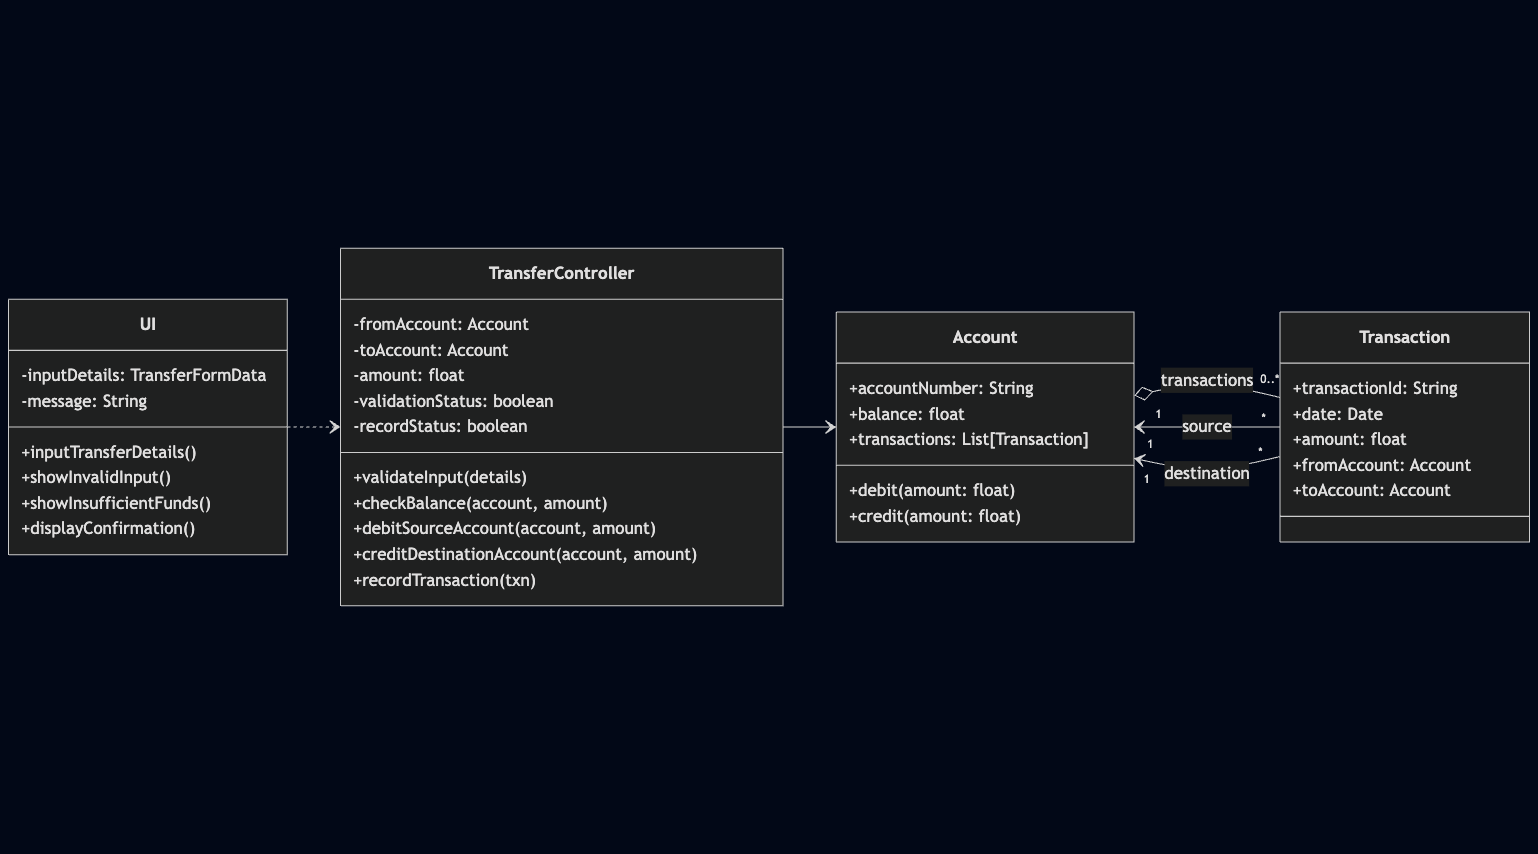 UI
-inputDetails: TransferFormData
-message: String
+inputTransferDetails()
+showInvalidInput()
+showInsufficientFunds()
+displayConfirmation()
TransferController
-fromAccount: Account
-toAccount: Account
-amount: float
-validationStatus: boolean
-recordStatus: boolean
+validateInput(details)
+checkBalance(account, amount)
+debitSourceAccount(account, amount)
+creditDestinationAccount(account, amount)
+recordTransaction(txn)
Account
+accountNumber: String
+balance: float
+transactions: List[Transaction]
+debit(amount: float)
+credit(amount: float)
transactions
0..*
1
source
*
1
destination
*
1
Transaction
+transactionId: String
+date: Date
+amount: float
+fromAccount: Account
+toAccount: Account